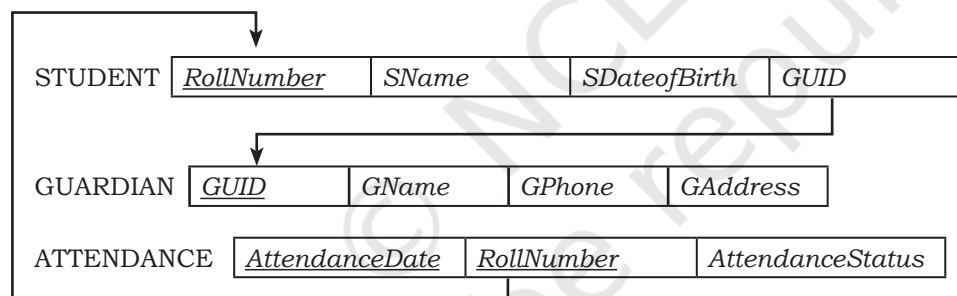 STUDENT RollNumber SName SDateofBirth GUID
GUARDIAN GUID GName GPhone GAddress
ATTENDANCE AttendanceDate RollNumber AttendanceStatus